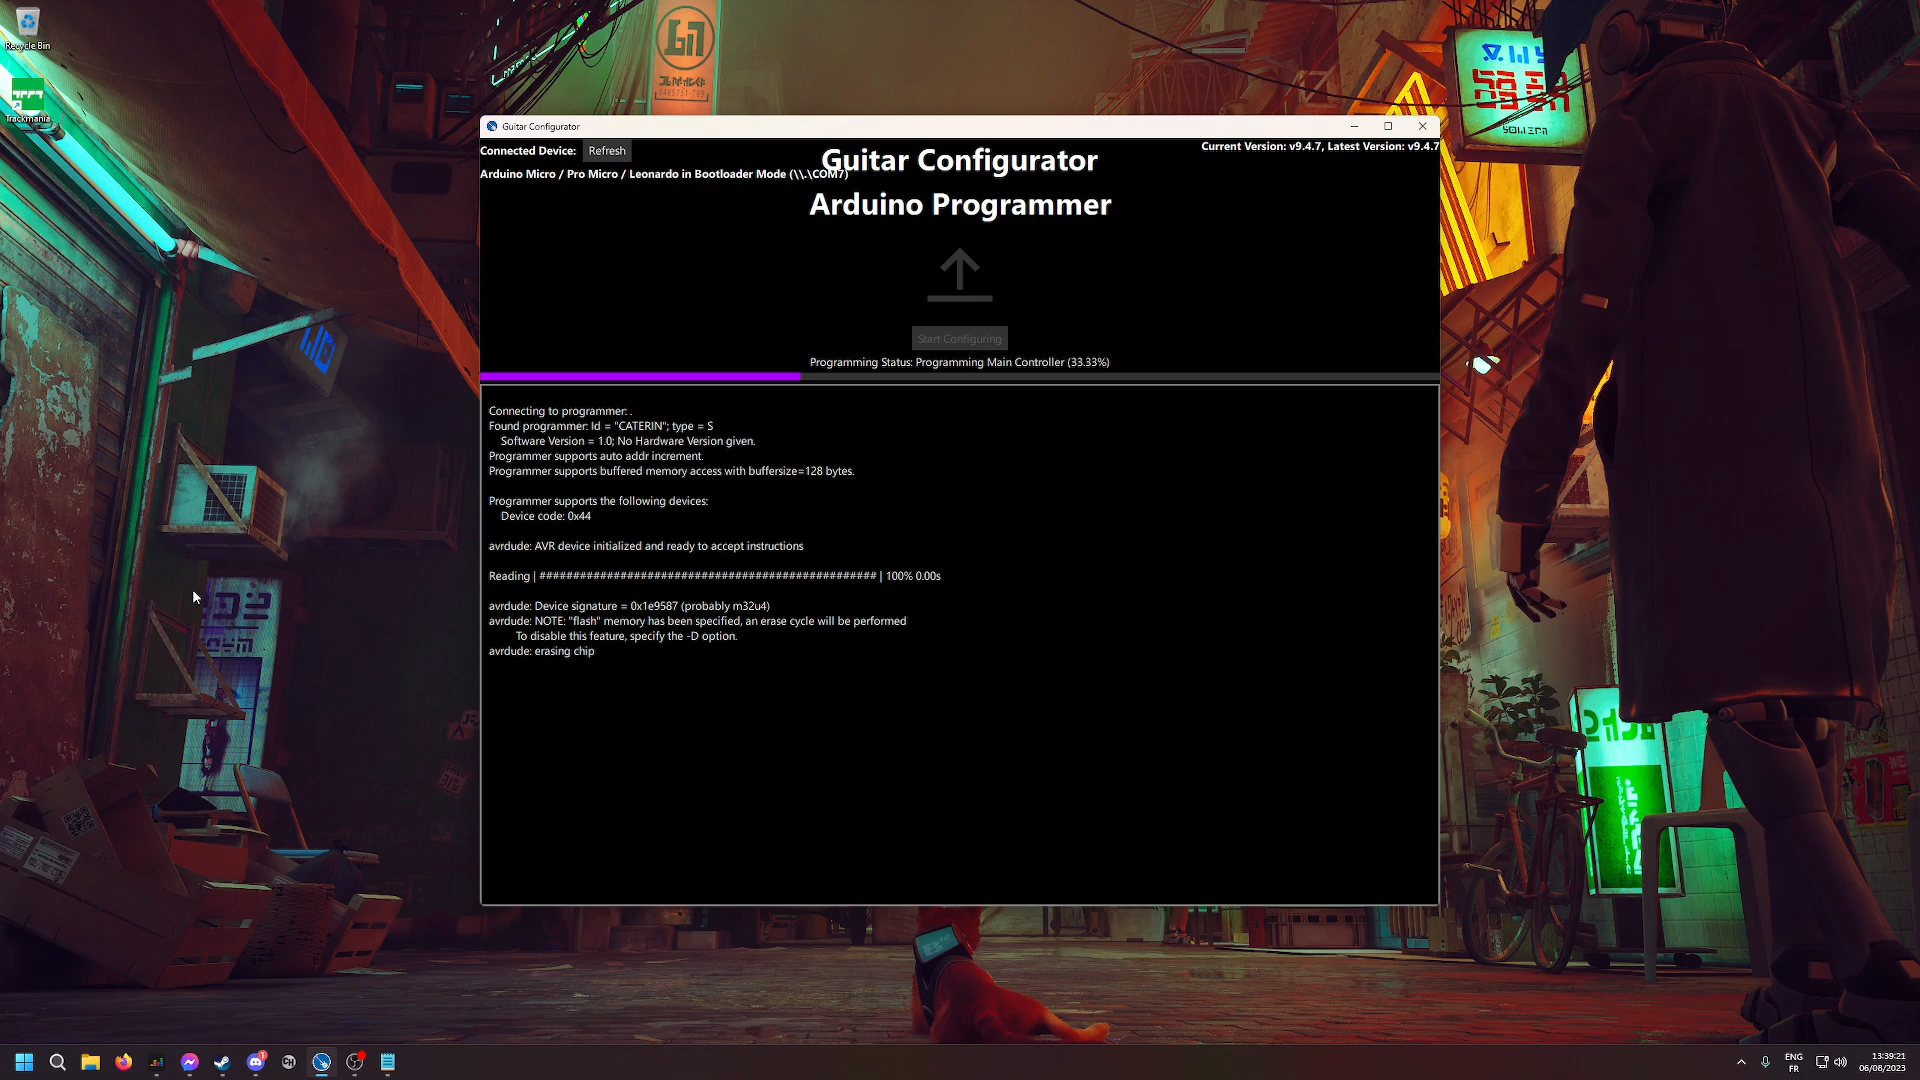 Recycle Bin
Trackmania
Guitar Configurator
Connected Device:
Refresh
Guitar Configurator
Current Version: v9.4.7, Latest Version: v9.4.7
Arduino Micro / Pro Micro / Leonardo in Bootloader Mode (\\.\COM7)
Arduino Programmer
Start Configuring
Programming Status: Programming Main Controller (33.33%)
Connecting to programmer: .
Found programmer: Id = "CATERIN"; type = S
Software Version = 1.0; No Hardware Version given.
Programmer supports auto addr increment.
Programmer supports buffered memory access with buffersize=128 bytes.
Programmer supports the following devices:
Device code: 0x44
avrdude: AVR device initialized and ready to accept instructions
Reading | ################################################## | 100% 0.00s
avrdude: Device signature = 0x1e9587 (probably m32u4)
avrdude: NOTE: "flash" memory has been specified, an erase cycle will be performed
To disable this feature, specify the -D option.
avrdude: erasing chip
CH
1
ENG
FR
13:39:21
06/08/2023